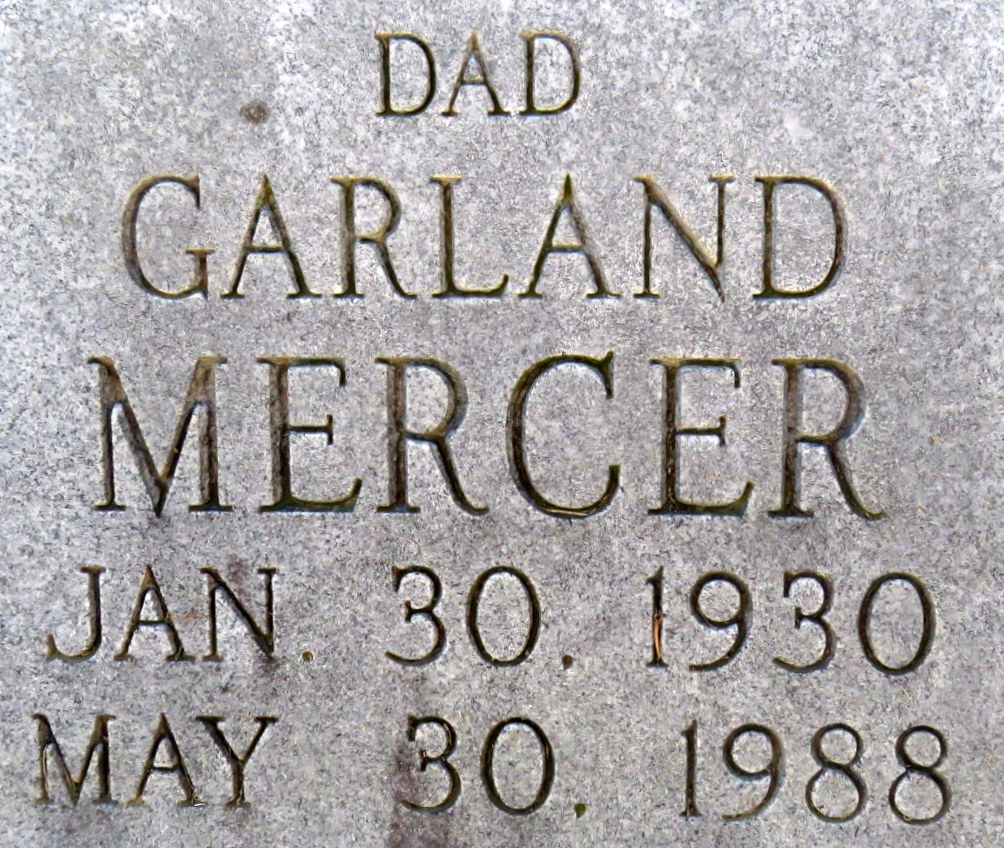 DAD
GARLAND
MERCER
JAN. 30. 1930
MAY 30. 1988